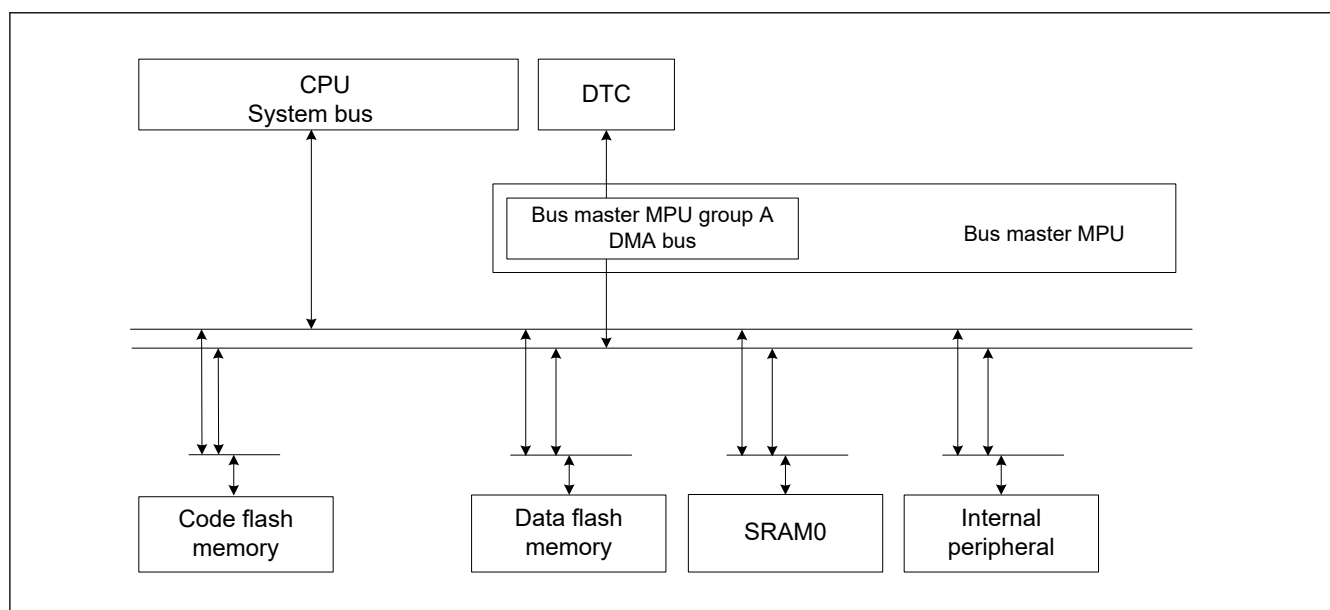 CPU
System bus
DTC
Bus master MPU group A
DMA bus
Bus master MPU
Code flash
memory
Data flash
memory
SRAM0
Internal
peripheral